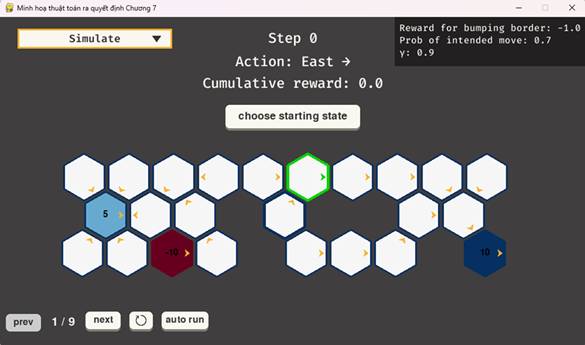 Minh hoạ thuật toán ra quyết định Chương 7
Simulate
Step 0
Action: East →
Cumulative reward: 0.0
Reward for bumping border: -1.0
Prob of intended move: 0.7
γ: 0.9
choose starting state
5
-10
10
prev
1 / 9
next
auto run